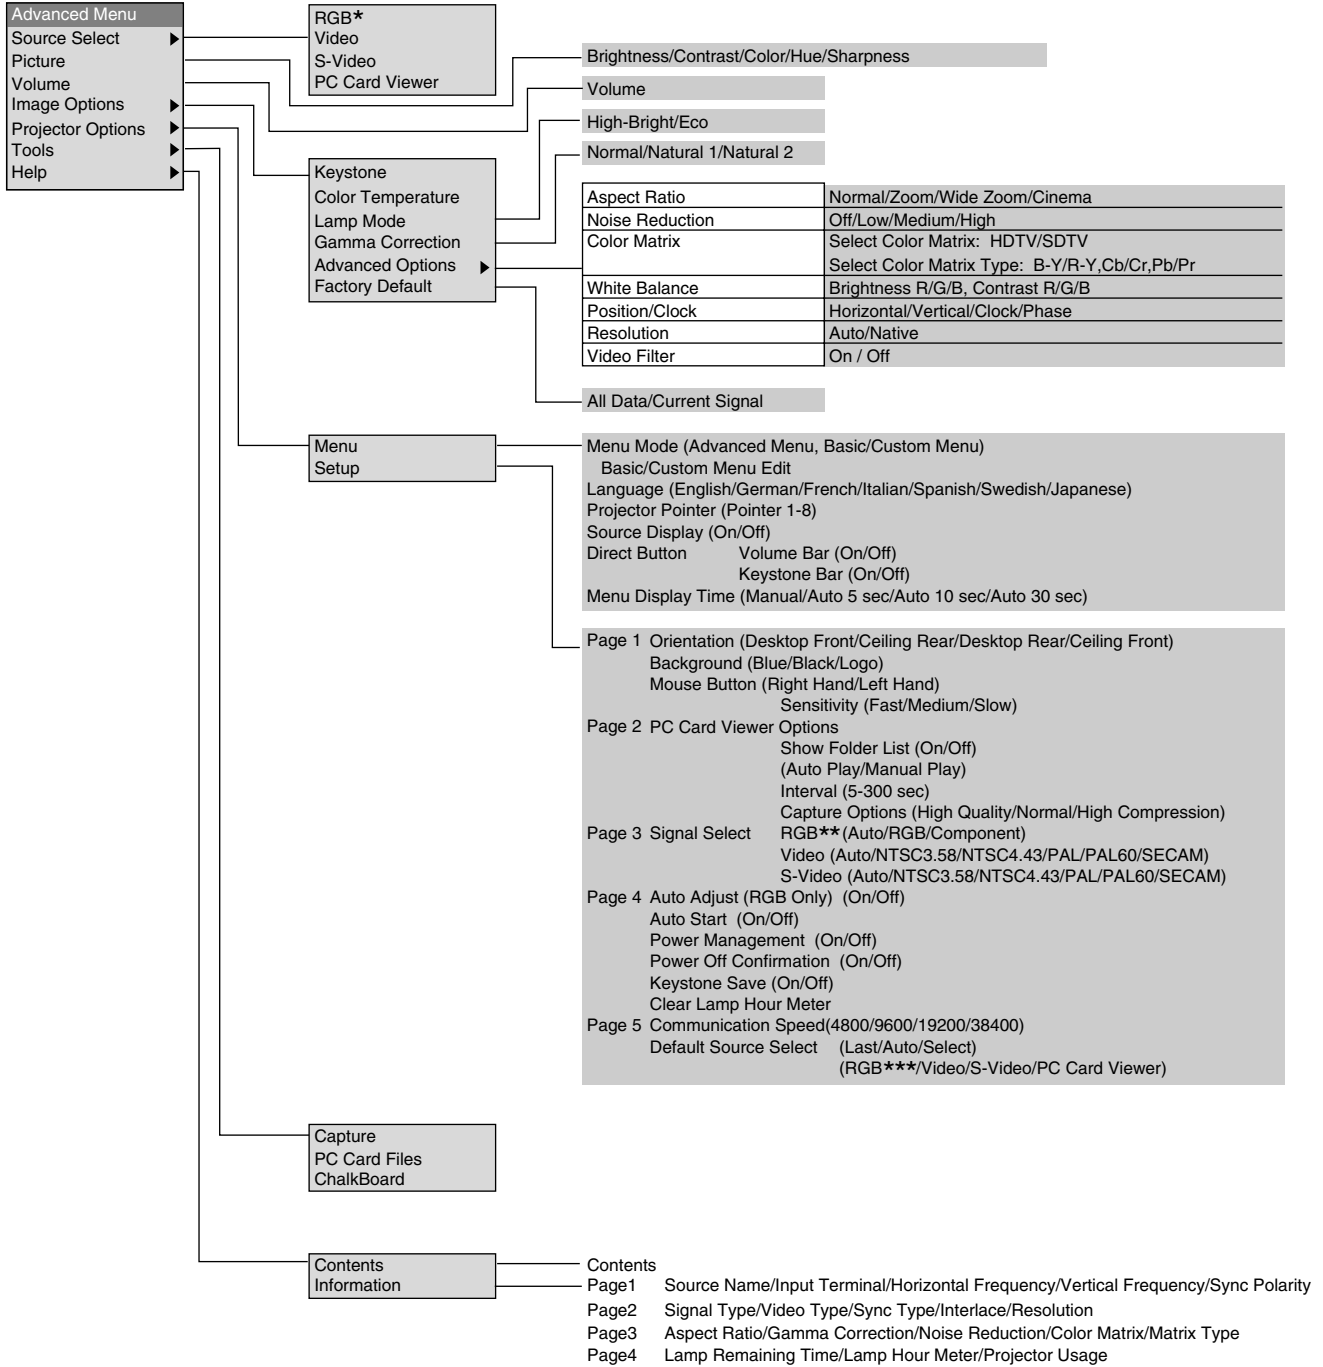 Advanced Menu
Source Select
Picture
Volume
Image Options
Projector Options
Tools
Help
RGB*
Video
S-Video
PC Card Viewer
Brightness/Contrast/Color/Hue/Sharpness
Volume
High-Bright/Eco
Normal/Natural 1/Natural 2
Keystone
Color Temperature
Lamp Mode
Gamma Correction
Advanced Options
Factory Default
Aspect Ratio Normal/Zoom/Wide Zoom/Cinema
Noise Reduction Off/Low/Medium/High
Color Matrix Select Color Matrix: HDTV/SDTV
Select Color Matrix Type: B-Y/R-Y,Cb/Cr,Pb/Pr
White Balance Brightness R/G/B, Contrast R/G/B
Position/Clock Horizontal/Vertical/Clock/Phase
Resolution Auto/Native
Video Filter On / Off
All Data/Current Signal
Menu
Setup
Menu Mode (Advanced Menu, Basic/Custom Menu)
Basic/Custom Menu Edit
Language (English/German/French/Italian/Spanish/Swedish/Japanese)
Projector Pointer (Pointer 1-8)
Source Display (On/Off)
Direct Button Volume Bar (On/Off)
Keystone Bar (On/Off)
Menu Display Time (Manual/Auto 5 sec/Auto 10 sec/Auto 30 sec)
Page 1 Orientation (Desktop Front/Ceiling Rear/Desktop Rear/Ceiling Front)
Background (Blue/Black/Logo)
Mouse Button (Right Hand/Left Hand)
Sensitivity (Fast/Medium/Slow)
Page 2 PC Card Viewer Options
Show Folder List (On/Off)
(Auto Play/Manual Play)
Interval (5-300 sec)
Capture Options (High Quality/Normal/High Compression)
Page 3 Signal Select RGB**(Auto/RGB/Component)
Video (Auto/NTSC3.58/NTSC4.43/PAL/PAL60/SECAM)
S-Video (Auto/NTSC3.58/NTSC4.43/PAL/PAL60/SECAM)
Page 4 Auto Adjust (RGB Only) (On/Off)
Auto Start (On/Off)
Power Management (On/Off)
Power Off Confirmation (On/Off)
Keystone Save (On/Off)
Clear Lamp Hour Meter
Page 5 Communication Speed(4800/9600/19200/38400)
Default Source Select (Last/Auto/Select)
(RGB***/Video/S-Video/PC Card Viewer)
Capture
PC Card Files
ChalkBoard
Contents
Information
Contents
Page1 Source Name/Input Terminal/Horizontal Frequency/Vertical Frequency/Sync Polarity
Page2 Signal Type/Video Type/Sync Type/Interlace/Resolution
Page3 Aspect Ratio/Gamma Correction/Noise Reduction/Color Matrix/Matrix Type
Page4 Lamp Remaining Time/Lamp Hour Meter/Projector Usage